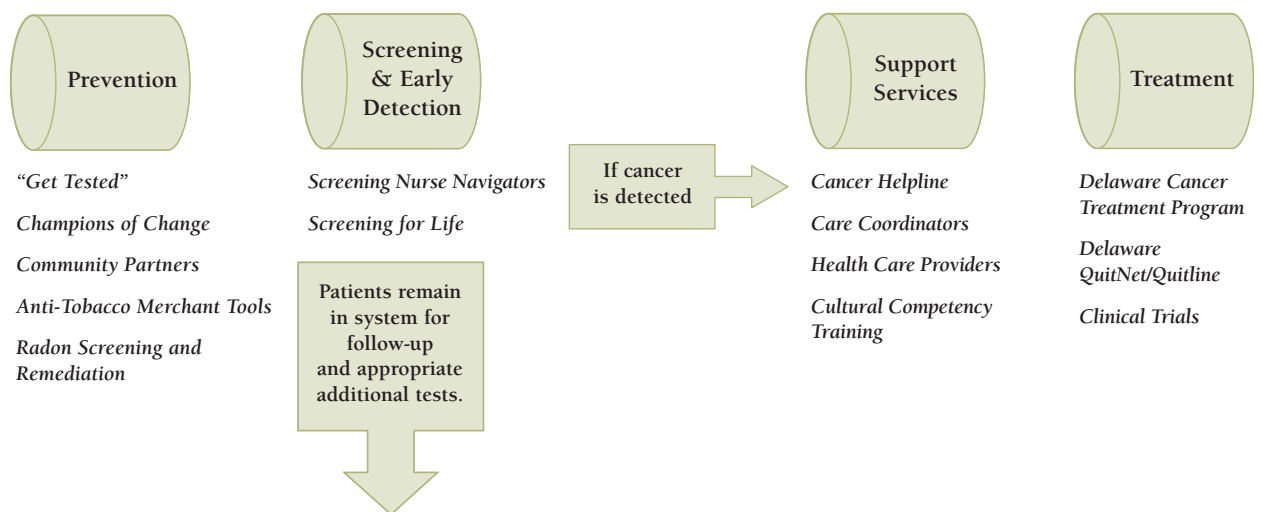 Prevention
“Get Tested”
Champions of Change
Community Partners
Anti-Tobacco Merchant Tools
Radon Screening and
Remediation
Screening
& Early
Detection
Screening Nurse Navigators
Screening for Life
Patients remain
in system for
follow-up
and appropriate
additional tests.
If cancer
is detected
Support
Services
Cancer Helpline
Care Coordinators
Health Care Providers
Cultural Competency
Training
Treatment
Delaware Cancer
Treatment Program
Delaware
QuitNet/Quitline
Clinical Trials